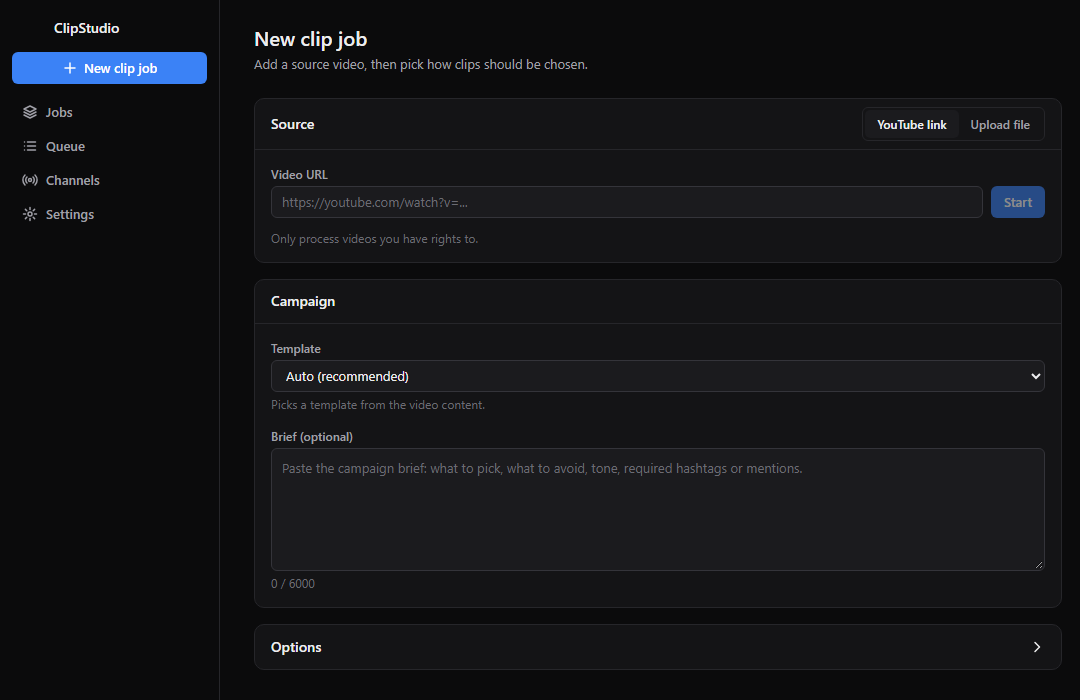 ClipStudio
New clip job
Jobs
Queue
Channels
Settings
New clip job
Add a source video, then pick how clips should be chosen.
Source
YouTube link
Upload file
Video URL
https://youtube.com/watch?v=...
Start
Only process videos you have rights to.
Campaign
Template
Auto (recommended)
Picks a template from the video content.
Brief (optional)
Paste the campaign brief: what to pick, what to avoid, tone, required hashtags or mentions.
0 / 6000
Options